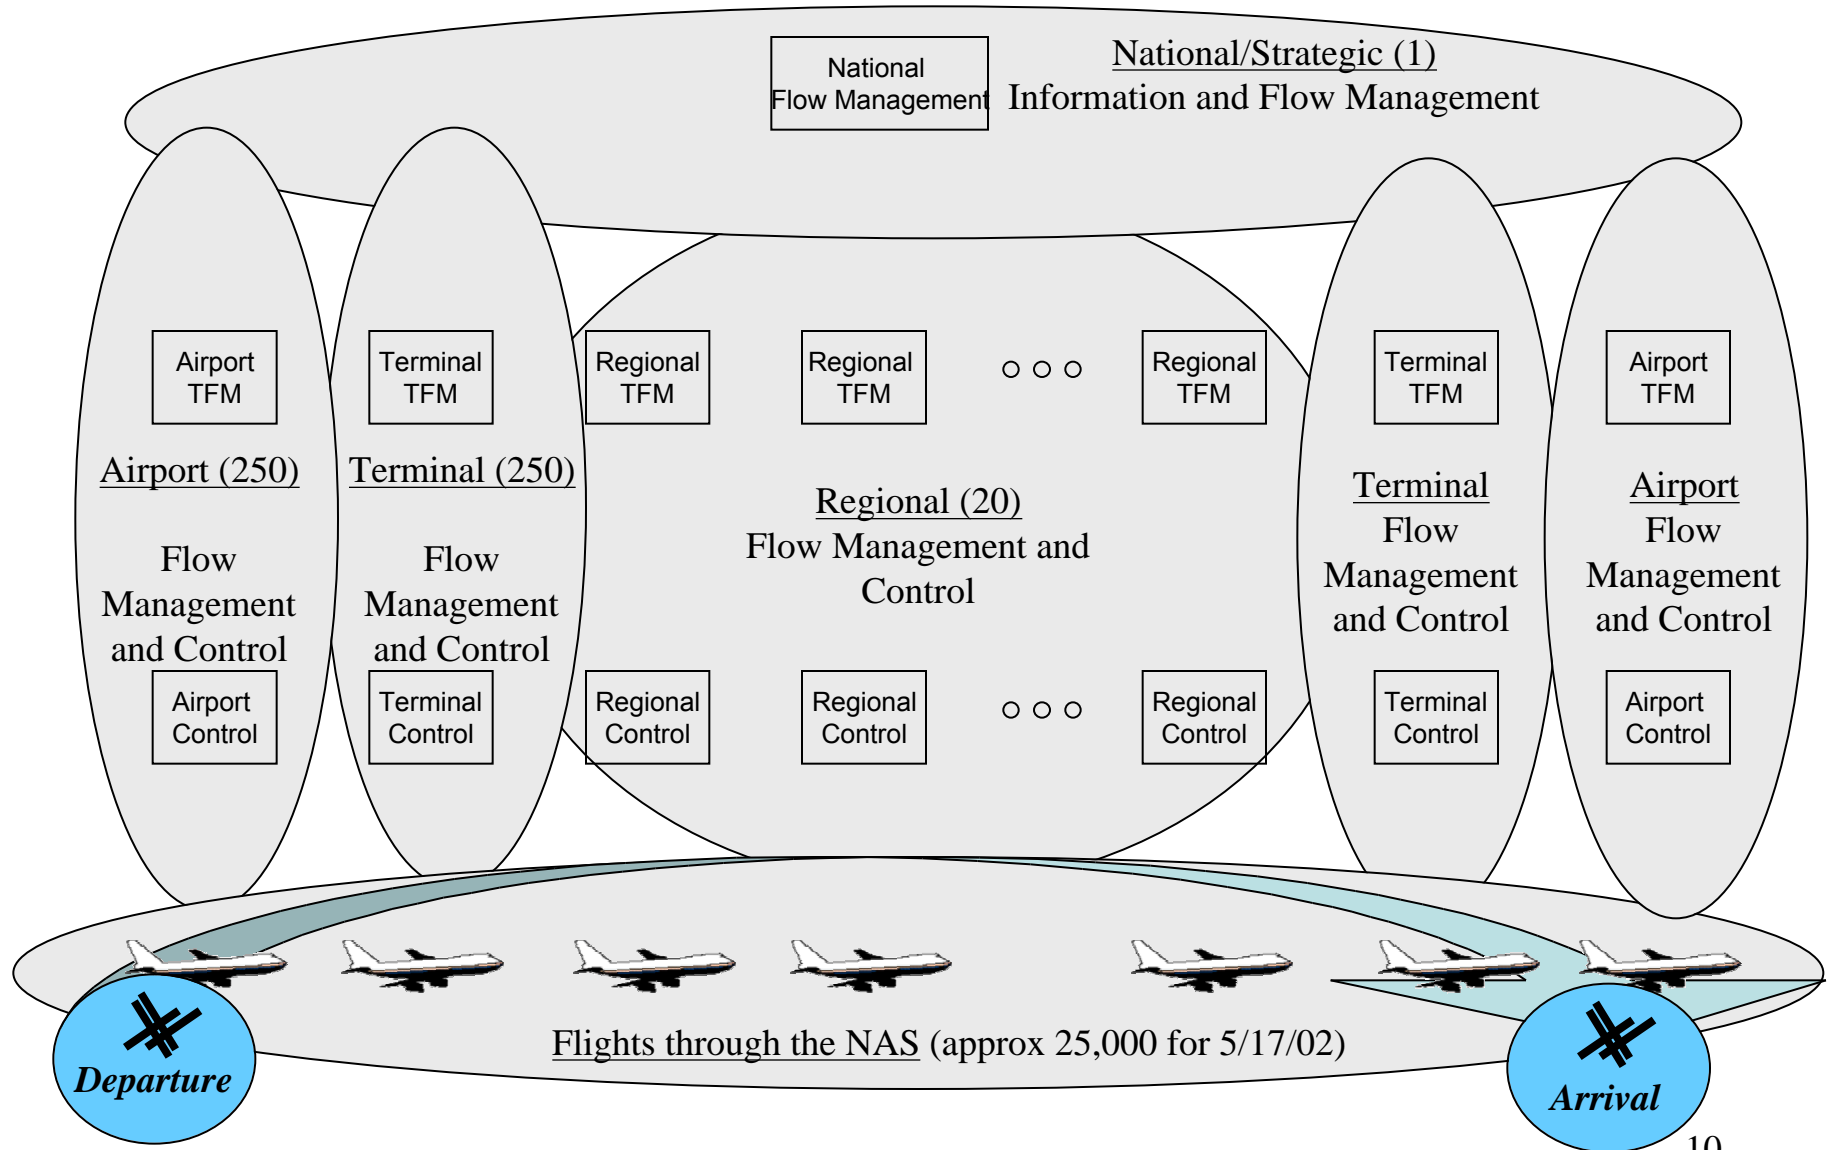 National
Flow Management
National/Strategic (1)
Information and Flow Management
Airport
TFM
Terminal
TFM
Regional
TFM
Regional
TFM
Regional
TFM
Terminal
TFM
Airport
TFM
Airport (250)
Flow
Management
and Control
Terminal (250)
Flow
Management
and Control
Regional (20)
Flow Management and
Control
Terminal
Flow
Management
and Control
Airport
Flow
Management
and Control
Airport
Control
Terminal
Control
Regional
Control
Regional
Control
Regional
Control
Terminal
Control
Airport
Control
Flights through the NAS (approx 25,000 for 5/17/02)
Departure
Arrival
10